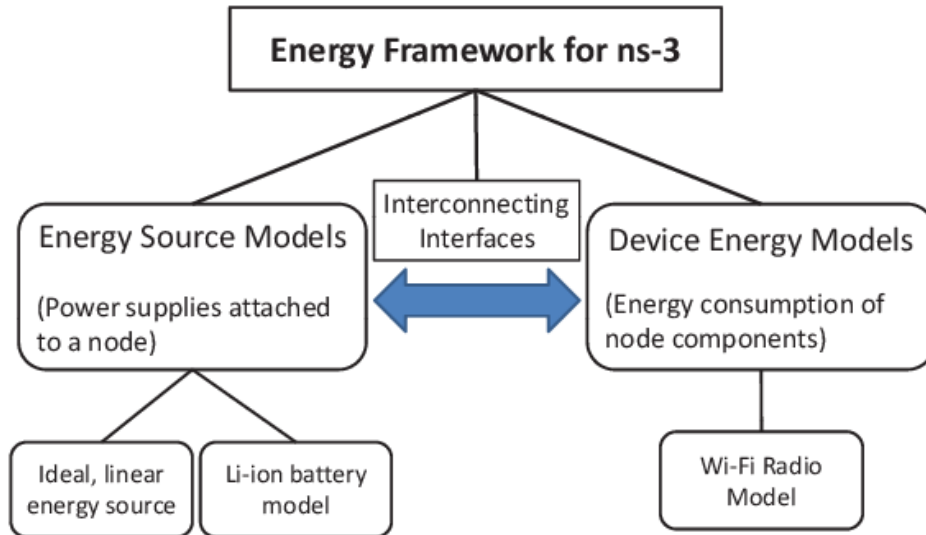 Energy Framework for ns-3
Interconnecting
Interfaces
Energy Source Models
(Power supplies attached
to a node)
Device Energy Models
(Energy consumption of
node components)
Ideal, linear
energy source
Li-ion battery
model
Wi-Fi Radio
Model